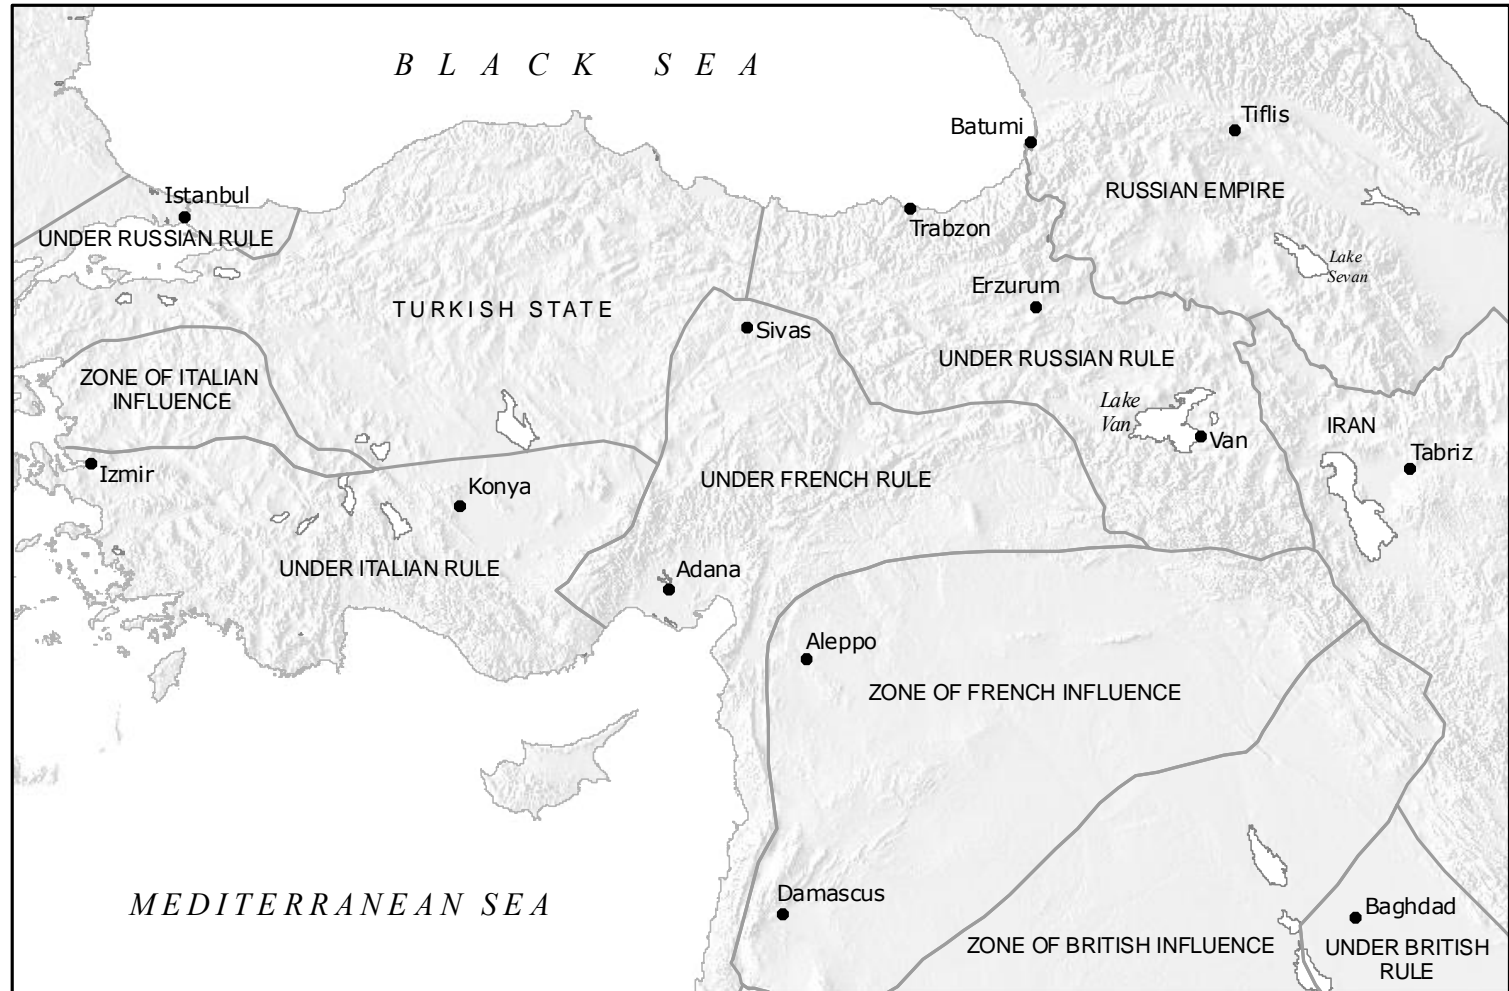 BLACK SEA
Batumi
Tiflis
Istanbul
RUSSIAN EMPIRE
UNDER RUSSIAN RULE
Trabzon
Lake
Sevan
Erzurum
TURKISH STATE
Sivas
UNDER RUSSIAN RULE
ZONE OF ITALIAN
INFLUENCE
Lake
Van
IRAN
Van
Tabriz
Izmir
Konya
UNDER FRENCH RULE
UNDER ITALIAN RULE
Adana
Aleppo
ZONE OF FRENCH INFLUENCE
MEDITERRANEAN SEA
Damascus
Baghdad
ZONE OF BRITISH INFLUENCE
UNDER BRITISH
RULE